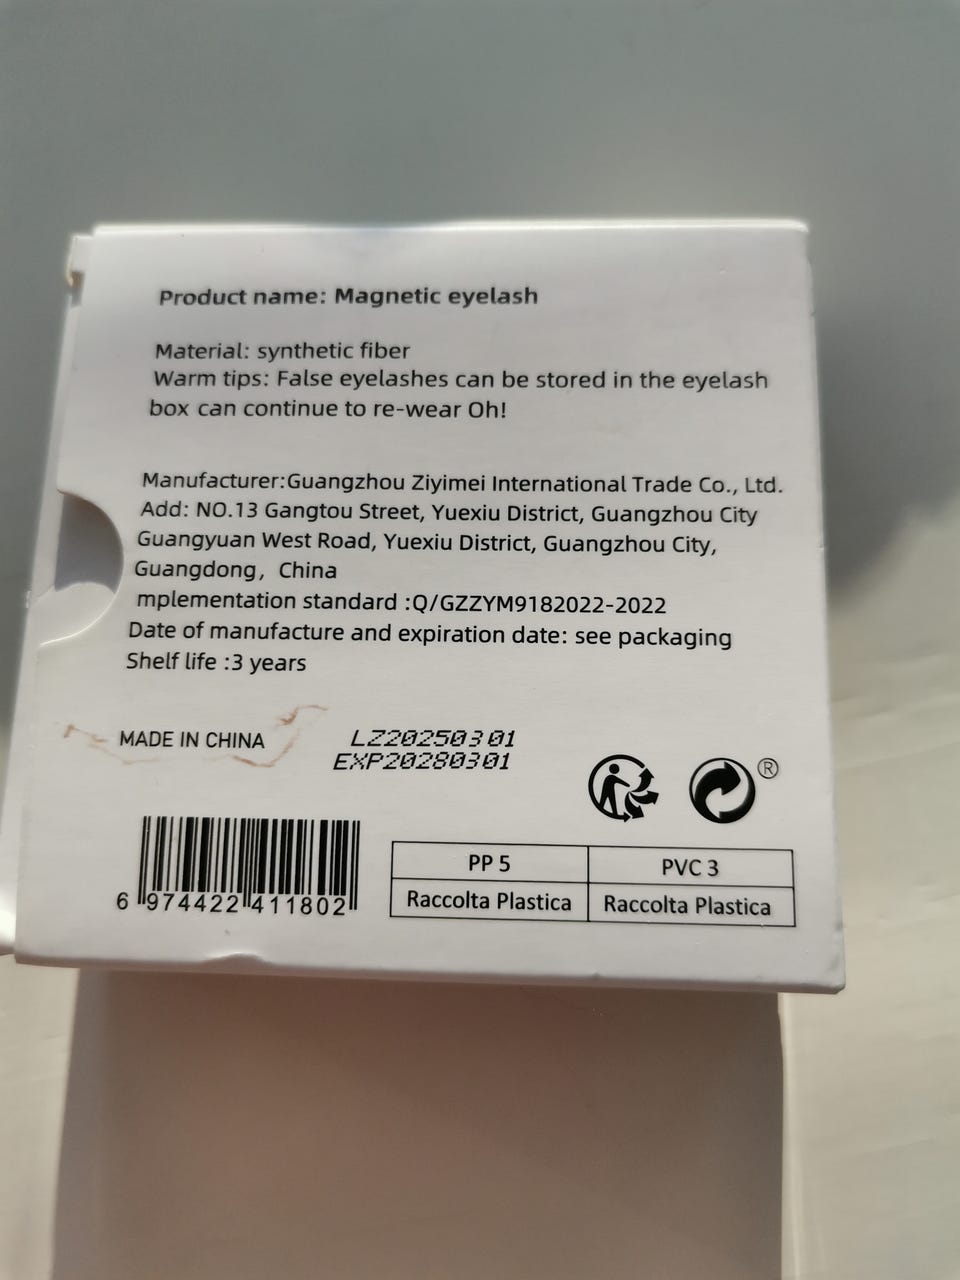 Product name: Magnetic eyelash
Material: synthetic fiber
Warm tips: False eyelashes can be stored in the eyelash
box can continue to re-wear Oh!
Manufacturer:Guangzhou Ziyimei International Trade Co., Ltd.
Add: NO.13 Gangtou Street, Yuexiu District, Guangzhou City
Guangyuan West Road, Yuexiu District, Guangzhou City,
Guangdong, China
mplementation standard :Q/GZZYM9182022-2022
Date of manufacture and expiration date: see packaging
Shelf life :3 years
MADE IN CHINA
LZ20250301
EXP20280301
®
6 974422 411802
PP 5
PVC 3
Raccolta Plastica
Raccolta Plastica